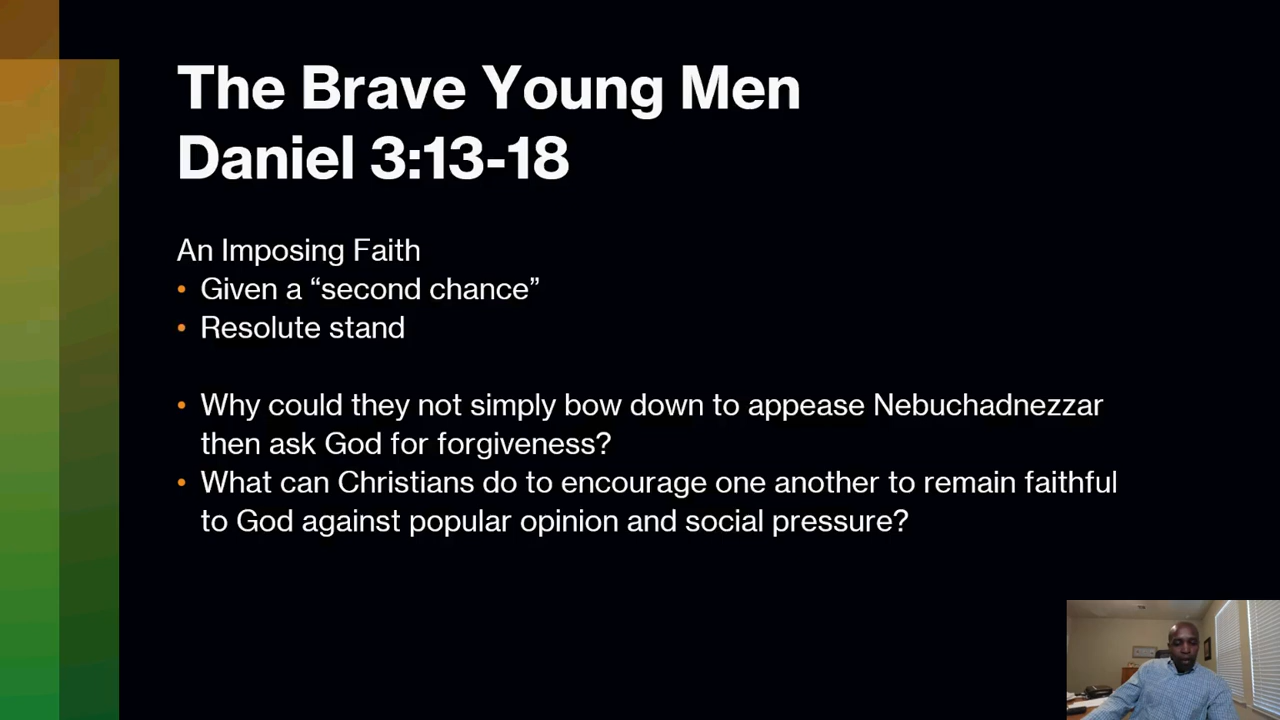 The Brave Young Men
Daniel 3:13-18
An Imposing Faith
• Given a “second chance”
• Resolute stand
• Why could they not simply bow down to appease Nebuchadnezzar
then ask God for forgiveness?
• What can Christians do to encourage one another to remain faithful
to God against popular opinion and social pressure?